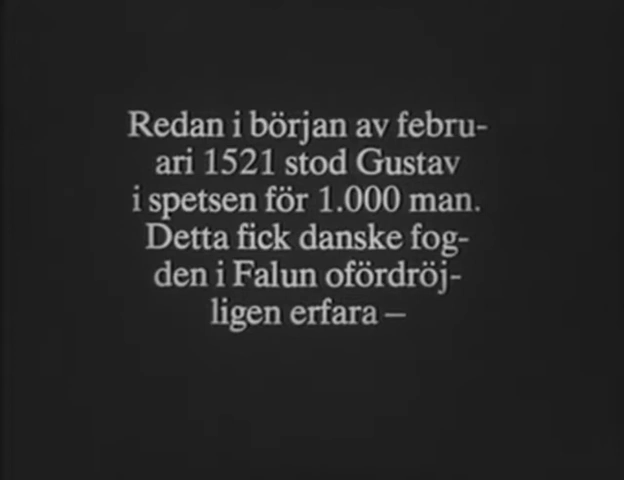 Redan i början av febru-
ari 1521 stod Gustav
i spetsen för 1.000 man.
Detta fick danske fog-
den i Falun ofördröj-
ligen erfara –